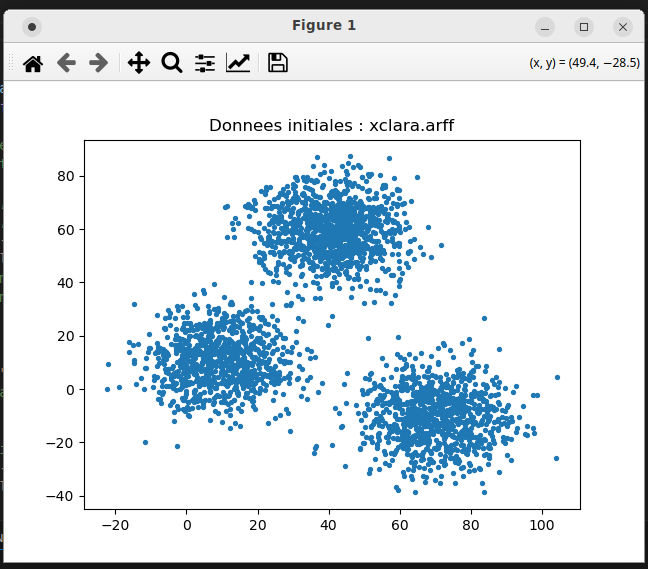 Figure 1
(x, y) = (49.4, −28.5)
Donnees initiales : xclara.arff
80
60
40
20
0
−20
−40
−20 0 20 40 60 80 100